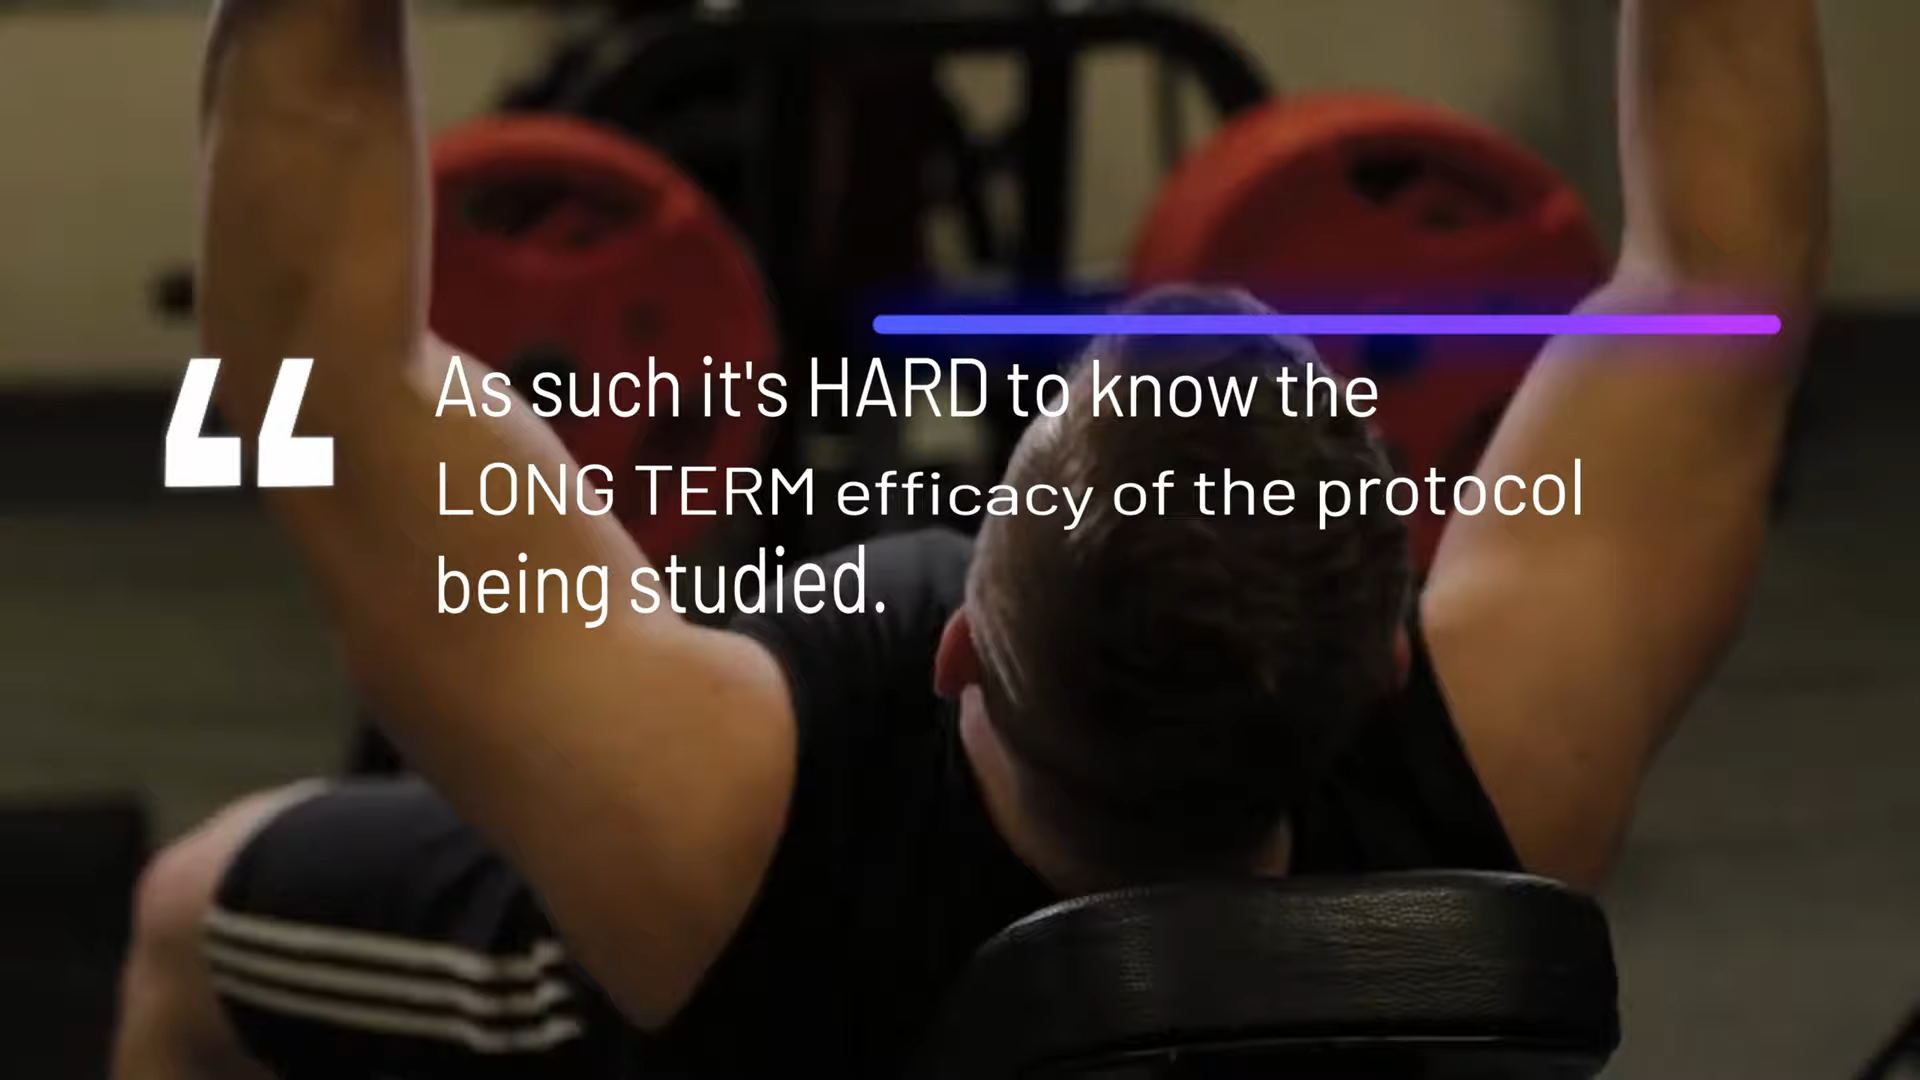 “ As such it's HARD to know the
LONG TERM efficacy of the protocol
being studied.